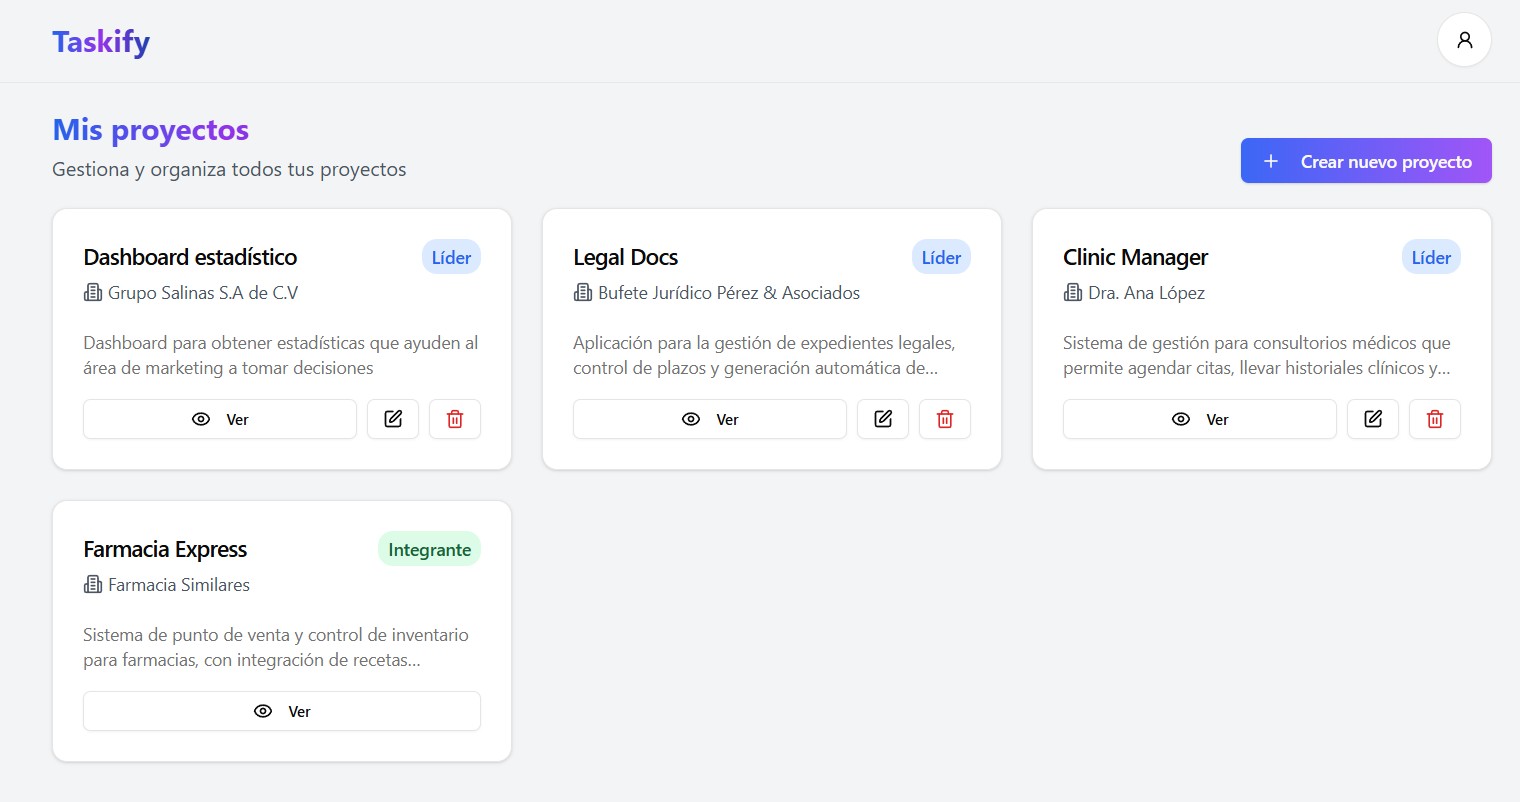 Taskify
Mis proyectos
Gestiona y organiza todos tus proyectos
Crear nuevo proyecto
Dashboard estadístico
Líder
Grupo Salinas S.A de C.V
Dashboard para obtener estadísticas que ayuden al
área de marketing a tomar decisiones
Ver
Legal Docs
Líder
Bufete Jurídico Pérez & Asociados
Aplicación para la gestión de expedientes legales,
control de plazos y generación automática de...
Ver
Clinic Manager
Líder
Dra. Ana López
Sistema de gestión para consultorios médicos que
permite agendar citas, llevar historiales clínicos y...
Ver
Farmacia Express
Integrante
Farmacia Similares
Sistema de punto de venta y control de inventario
para farmacias, con integración de recetas...
Ver